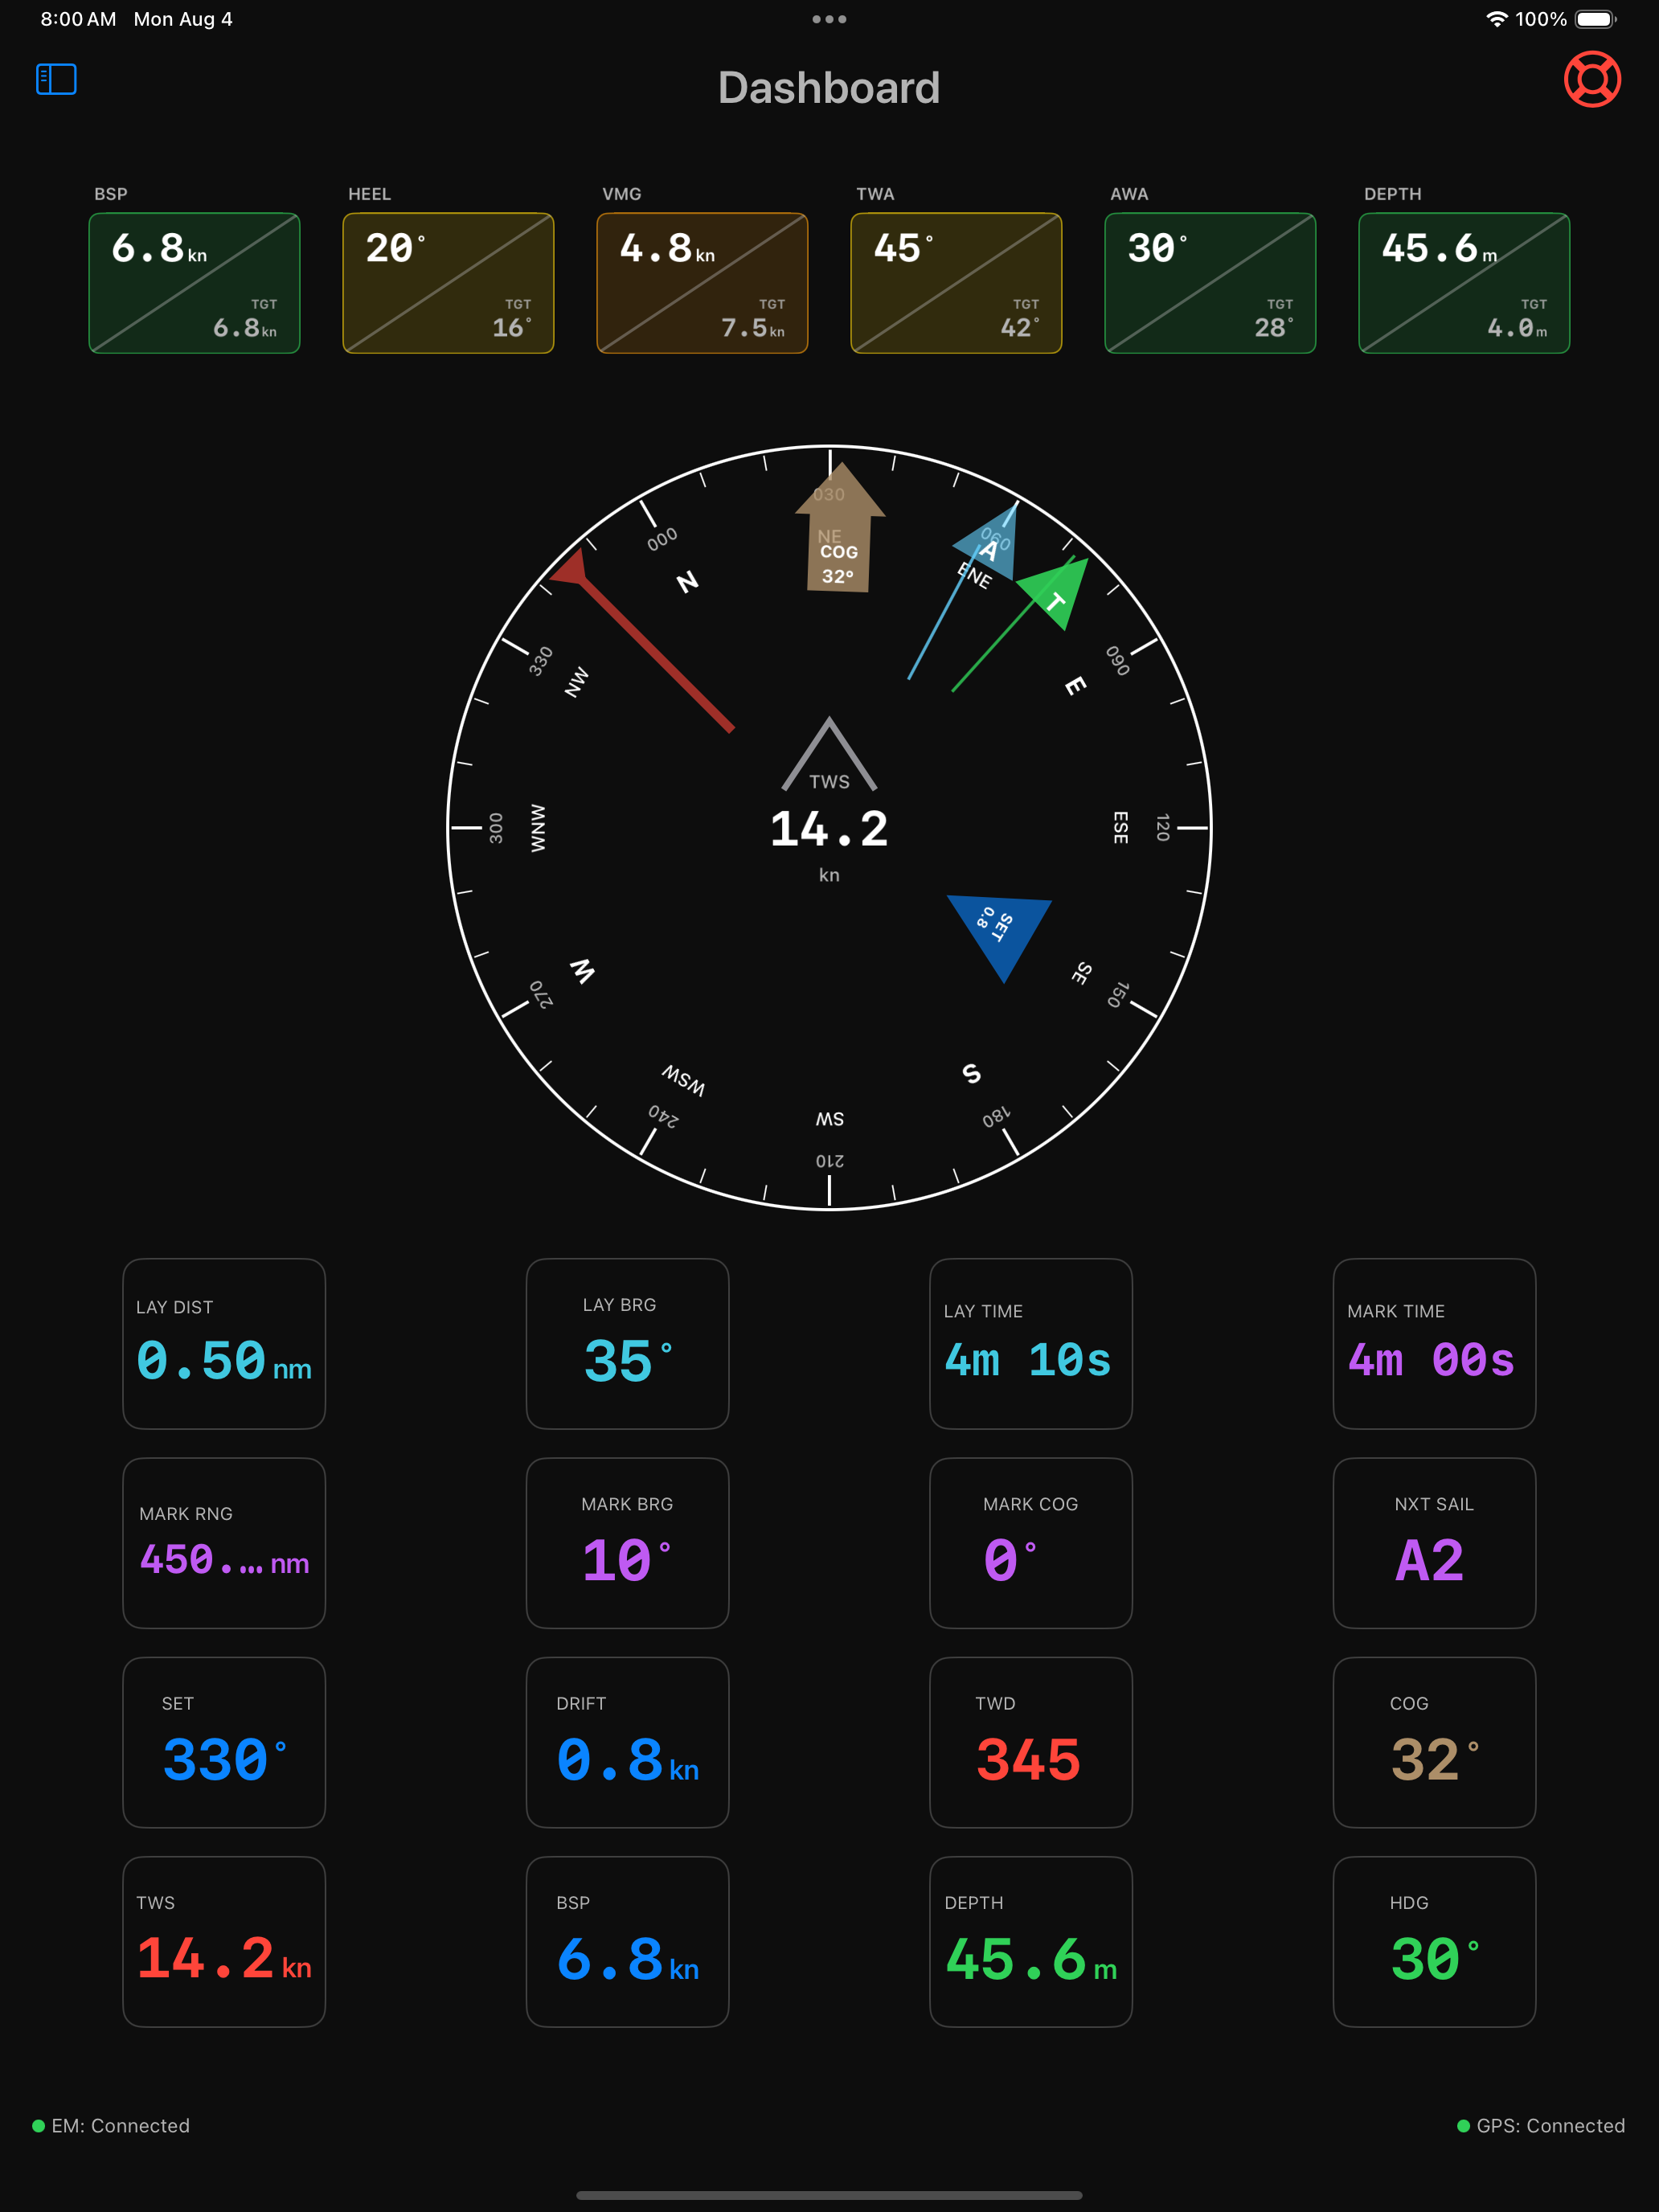 8:00 AM Mon Aug 4
100%
Dashboard
BSP
6.8 kn
TGT
6.8 kn
HEEL
20°
TGT
16°
VMG
4.8 kn
TGT
7.5 kn
TWA
45°
TGT
42°
AWA
30°
TGT
28°
DEPTH
45.6 m
TGT
4.0 m
030
NE
COG
32°
000
N
060
A
ENE
T
330
NW
090
E
TWS
14.2
kn
300
WNW
120
ESE
SET
0.8
270
W
150
SE
240
WSW
210
SW
180
S
LAY DIST
0.50 nm
LAY BRG
35°
LAY TIME
4m 10s
MARK TIME
4m 00s
MARK RNG
450.… nm
MARK BRG
10°
MARK COG
0°
NXT SAIL
A2
SET
330°
DRIFT
0.8 kn
TWD
345
COG
32°
TWS
14.2 kn
BSP
6.8 kn
DEPTH
45.6 m
HDG
30°
EM: Connected
GPS: Connected